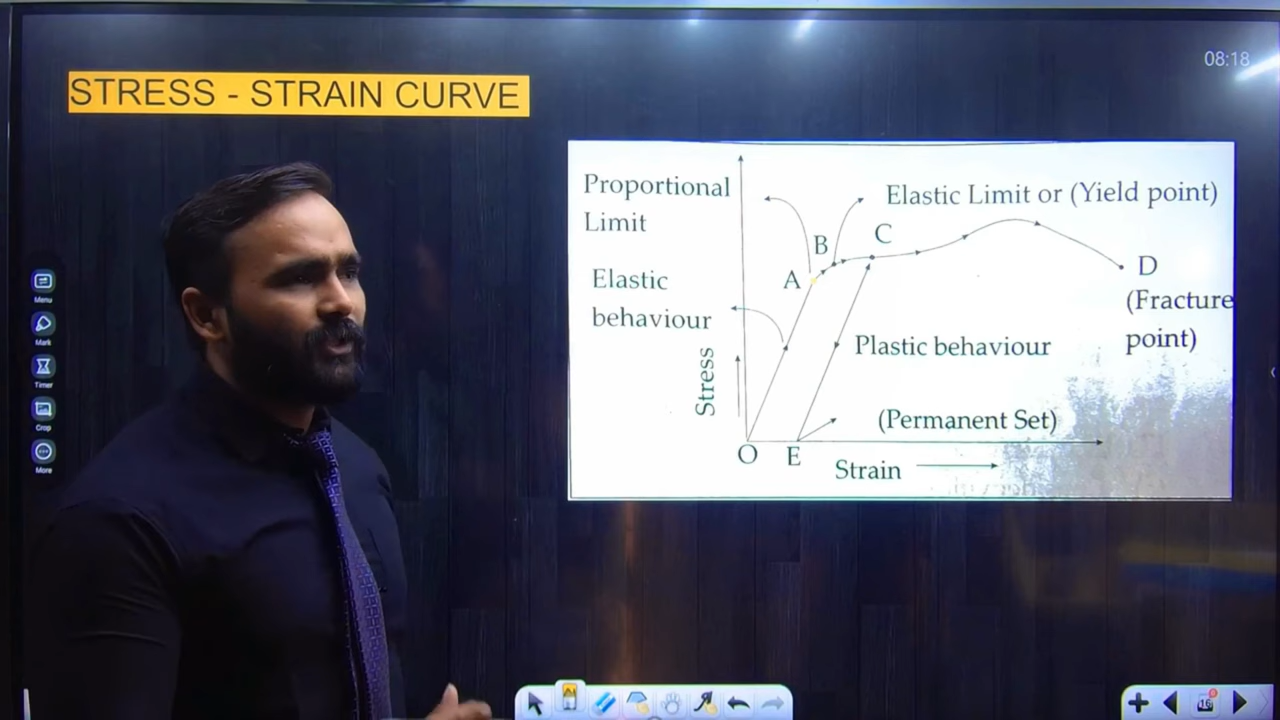 08:18
STRESS - STRAIN CURVE
Proportional
Limit
Elastic Limit or (Yield point)
B
C
A
D
Elastic
behaviour
(Fracture
point)
Stress
Plastic behaviour
(Permanent Set)
O
E
Strain
Menu
Mark
Timer
Crop
More
16